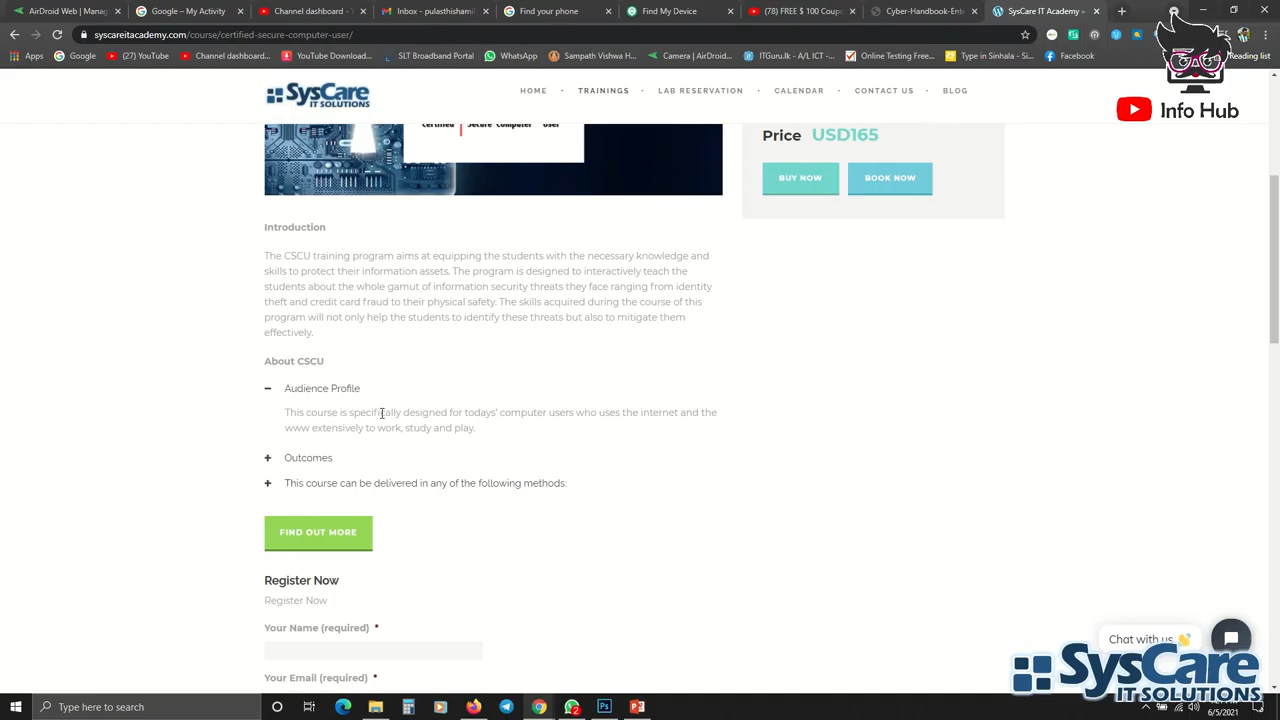 AirDroid Web | Manage
Google – My Activity
Inbox - plasthishamil
Find your phone
Find My Device
(78) FREE $ 100 Coup
Cyber-Handbook-Ent
SysCare IT Academy –
syscareitacademy.com/course/certified-secure-computer-user/
Apps
Google
(27) YouTube
Channel dashboard...
YouTube Download...
SLT Broadband Portal
WhatsApp
Sampath Vishwa Ho...
Camera | AirDroi...
ITGuru.lk - A/L ICT -...
Online Testing Free...
Type in Sinhala - ක...
Facebook
Reading list
SysCare
IT SOLUTIONS
HOME
TRAININGS
LAB RESERVATION
CALENDAR
CONTACT US
BLOG
Info Hub
Certified Secure Computer User
Price USD165
BUY NOW
BOOK NOW
Introduction
The CSCU training program aims at equipping the students with the necessary knowledge and
skills to protect their information assets. The program is designed to interactively teach the
students about the whole gamut of information security threats they face ranging from identity
theft and credit card fraud to their physical safety. The skills acquired during the course of this
program will not only help the students to identify these threats but also to mitigate them
effectively.
About CSCU
Audience Profile
This course is specifically designed for todays’ computer users who uses the internet and the
www extensively to work, study and play.
Outcomes
This course can be delivered in any of the following methods:
FIND OUT MORE
Register Now
Register Now
Your Name (required) *
Your Email (required) *
Chat with us
SysCare
IT SOLUTIONS
Type here to search
2
6/5/2021